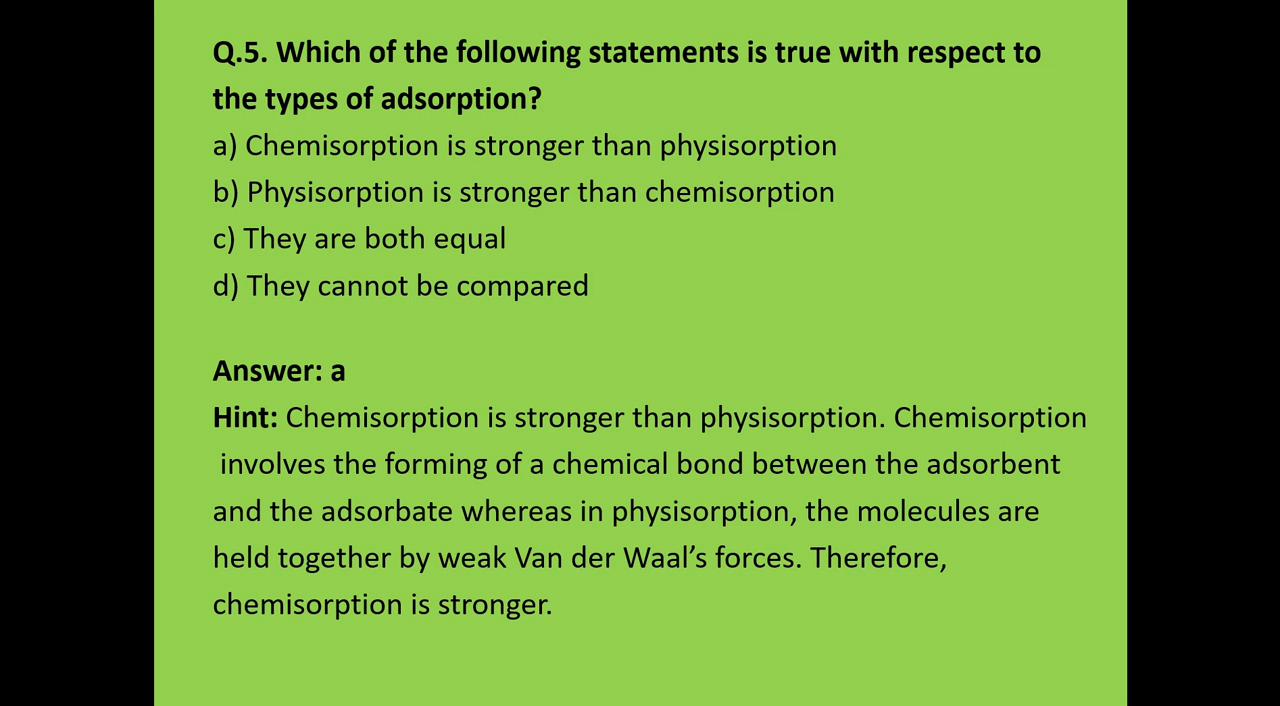 Q.5. Which of the following statements is true with respect to
the types of adsorption?
a) Chemisorption is stronger than physisorption
b) Physisorption is stronger than chemisorption
c) They are both equal
d) They cannot be compared
Answer: a
Hint: Chemisorption is stronger than physisorption. Chemisorption
involves the forming of a chemical bond between the adsorbent
and the adsorbate whereas in physisorption, the molecules are
held together by weak Van der Waal’s forces. Therefore,
chemisorption is stronger.